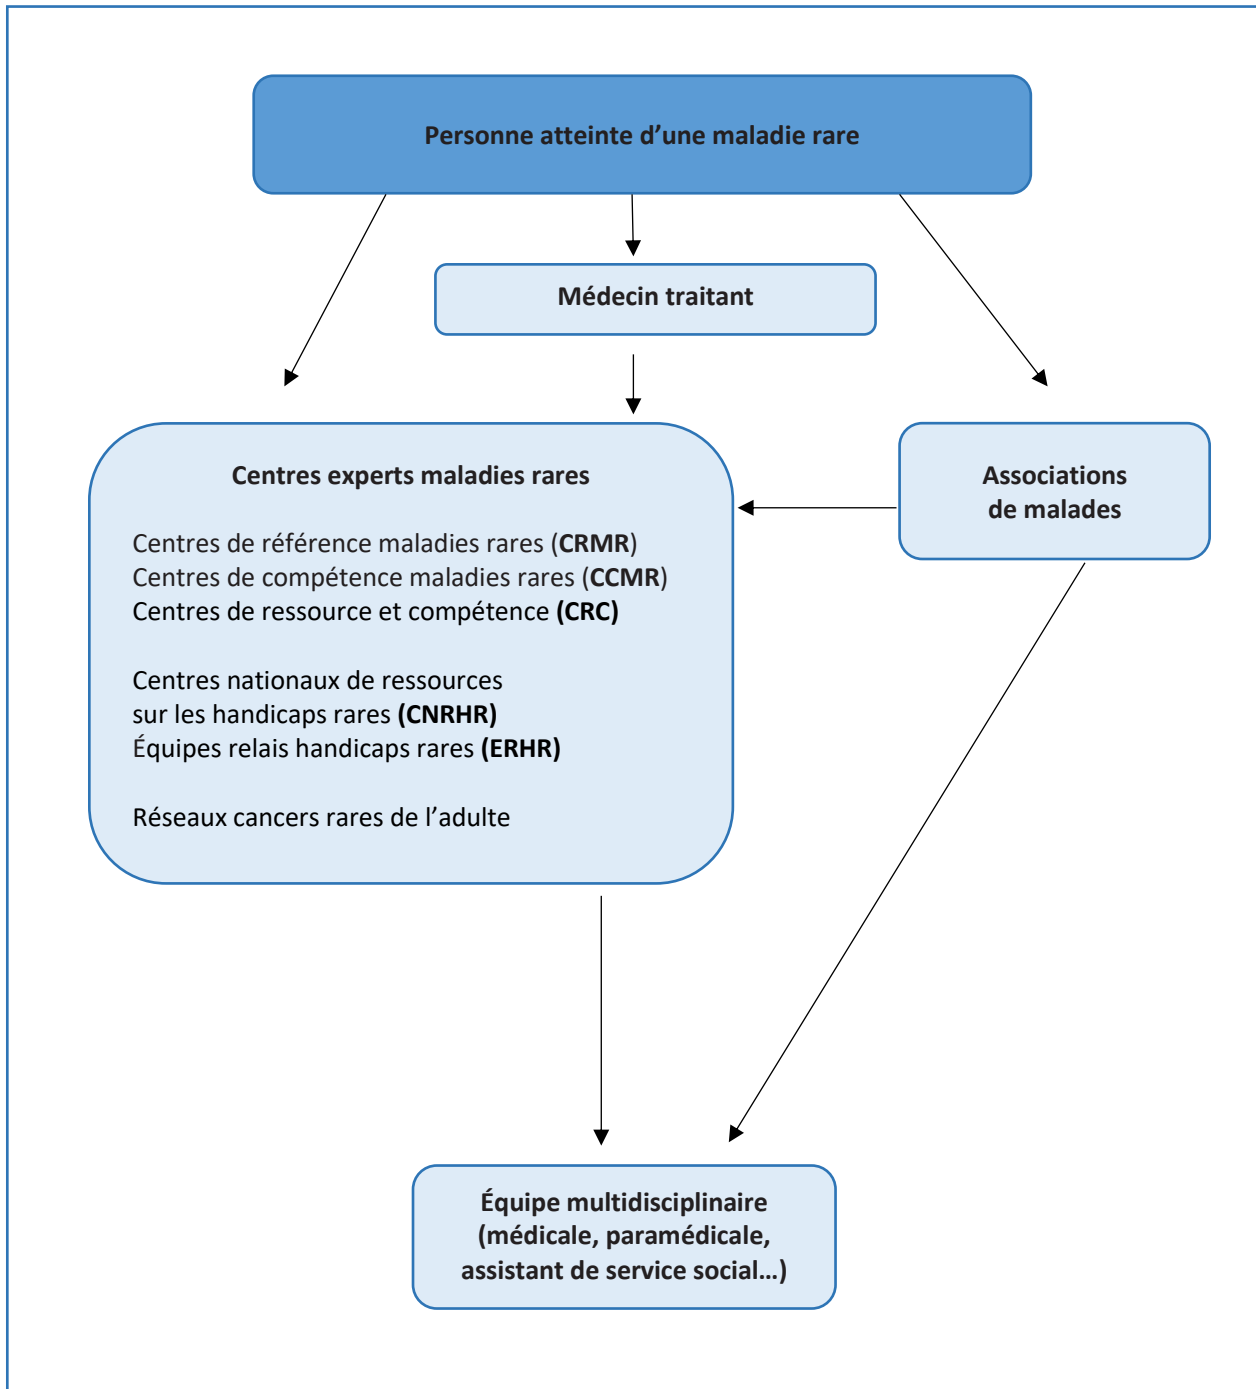 Personne atteinte d’une maladie rare
Médecin traitant
Centres experts maladies rares
Centres de référence maladies rares (CRMR)
Centres de compétence maladies rares (CCMR)
Centres de ressource et compétence (CRC)
Centres nationaux de ressources
sur les handicaps rares (CNRHR)
Équipes relais handicaps rares (ERHR)
Réseaux cancers rares de l’adulte
Associations
de malades
Équipe multidisciplinaire
(médicale, paramédicale,
assistant de service social…)